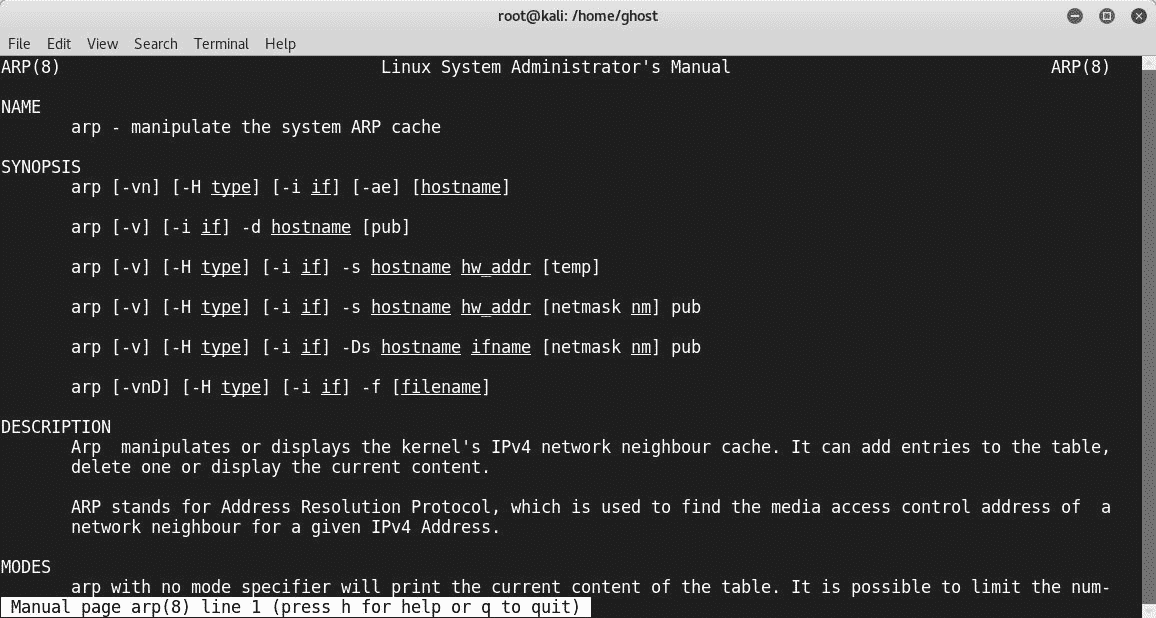 root@kali: /home/ghost
File Edit View Search Terminal Help
ARP(8) Linux System Administrator's Manual ARP(8)
NAME
arp - manipulate the system ARP cache
SYNOPSIS
arp [-vn] [-H type] [-i if] [-ae] [hostname]
arp [-v] [-i if] -d hostname [pub]
arp [-v] [-H type] [-i if] -s hostname hw_addr [temp]
arp [-v] [-H type] [-i if] -s hostname hw_addr [netmask nm] pub
arp [-v] [-H type] [-i if] -Ds hostname ifname [netmask nm] pub
arp [-vnD] [-H type] [-i if] -f [filename]
DESCRIPTION
Arp  manipulates or displays the kernel's IPv4 network neighbour cache. It can add entries to the table,
delete one or display the current content.
ARP stands for Address Resolution Protocol, which is used to find the media access control address of  a
network neighbour for a given IPv4 Address.
MODES
arp with no mode specifier will print the current content of the table. It is possible to limit the num-
Manual page arp(8) line 1 (press h for help or q to quit)